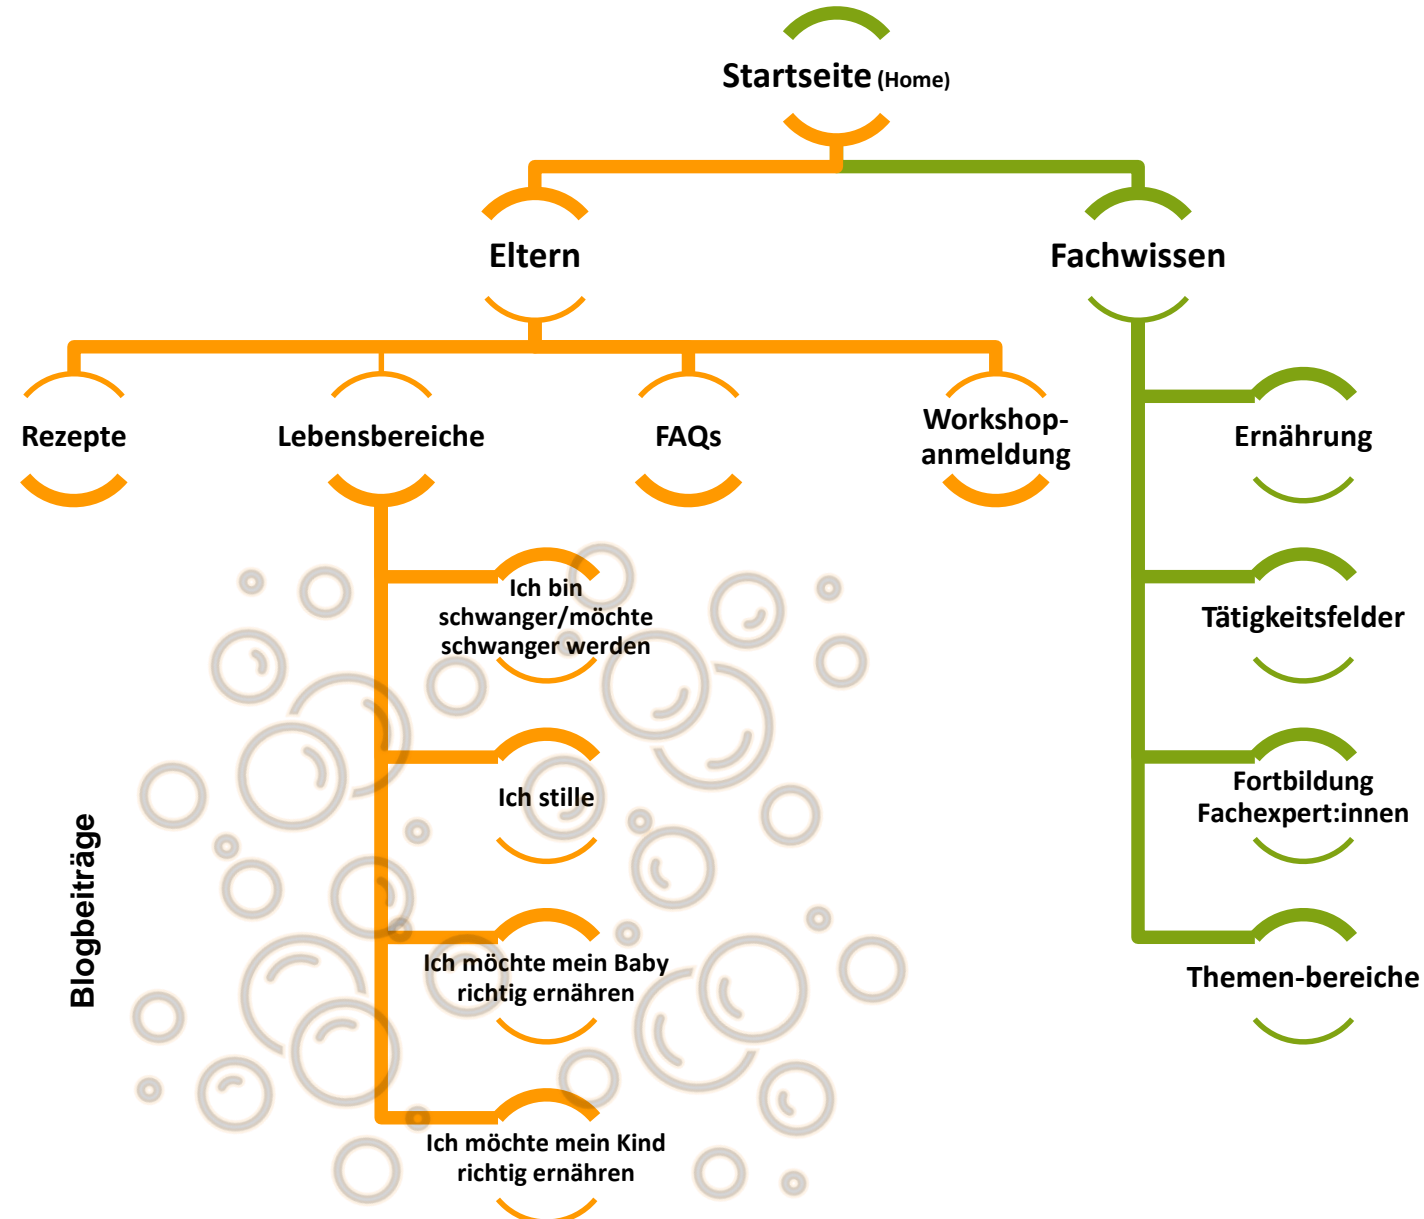 Startseite (Home)
Eltern
Fachwissen
Rezepte
Lebensbereiche
FAQs
Workshop-
anmeldung
Ernährung
Ich bin
schwanger/möchte
schwanger werden
Tätigkeitsfelder
Ich stille
Fortbildung
Fachexpert:innen
Blogbeiträge
Ich möchte mein Baby
richtig ernähren
Themen-bereiche
Ich möchte mein Kind
richtig ernähren